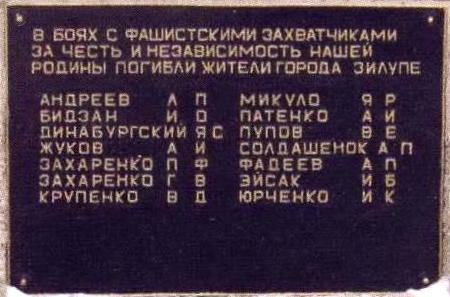 В БОЯХ С ФАШИСТСКИМИ ЗАХВАТЧИКАМИ
ЗА ЧЕСТЬ И НЕЗАВИСИМОСТЬ НАШЕЙ
РОДИНЫ ПОГИБЛИ ЖИТЕЛИ ГОРОДА ЗИЛУПЕ
АНДРЕЕВ Л П МИКУЛО Я Р
БИДЗАН И О ПАТЕНКО А И
ДИНАБУРГСКИЙ Я С ПУПОВ В Е
ЖУКОВ А И СОЛДАШЕНОК А П
ЗАХАРЕНКО П Ф ФАДЕЕВ А П
ЗАХАРЕНКО Г В ЭЙСАК И Б
КРУПЕНКО В Д ЮРЧЕНКО И К